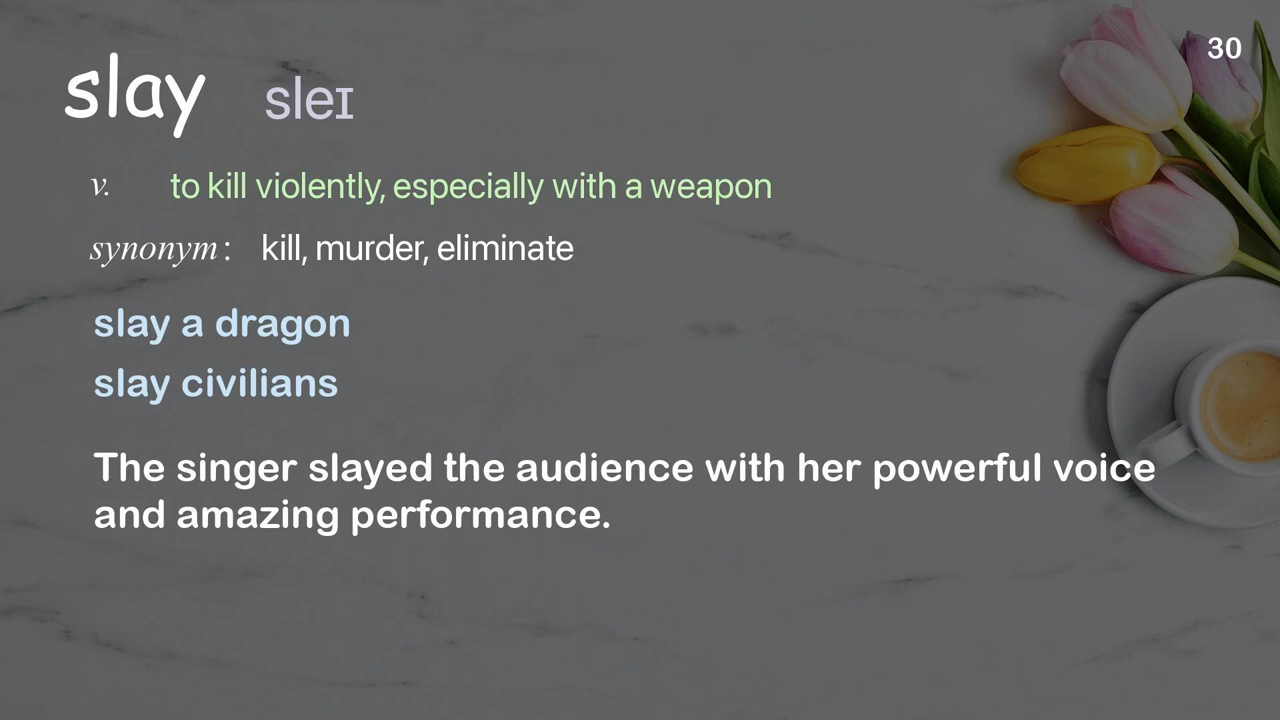 30
slay sleɪ
v. to kill violently, especially with a weapon
synonym: kill, murder, eliminate
slay a dragon
slay civilians
The singer slayed the audience with her powerful voice
and amazing performance.